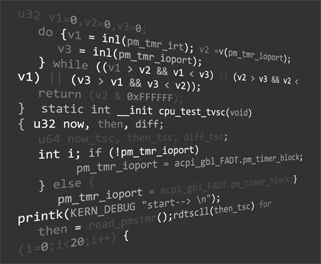 u32 v1=0,v2=0,v3=0;
do {v1 = inl(pm_tmr_irt); v2 =v(pm_tmr_ioport);
v3 = inl(pm_tmr_ioport);
} while ((v1 > v2 && v1 < v3) || (v2 > v3 && v2 <
v1) || (v3 > v1 && v3 < v2));
return (v2 & 0xFFFFFF);
} static int __init cpu_test_tvsc(void)
{ u32 now, then, diff;
u64 now_tsc, then_tsc, diff_tsc;
int i; if (!pm_tmr_ioport)
pm_tmr_ioport = acpi_gbl_FADT.pm_timer_block;
} else {
pm_tmr_ioport = acpi_gbl_FADT.pm_timer_block;}
printk(KERN_DEBUG "start--> \n");
then = read_pmstmr();rdtscll(then_tsc) for
(i=0;i<20;i++) {